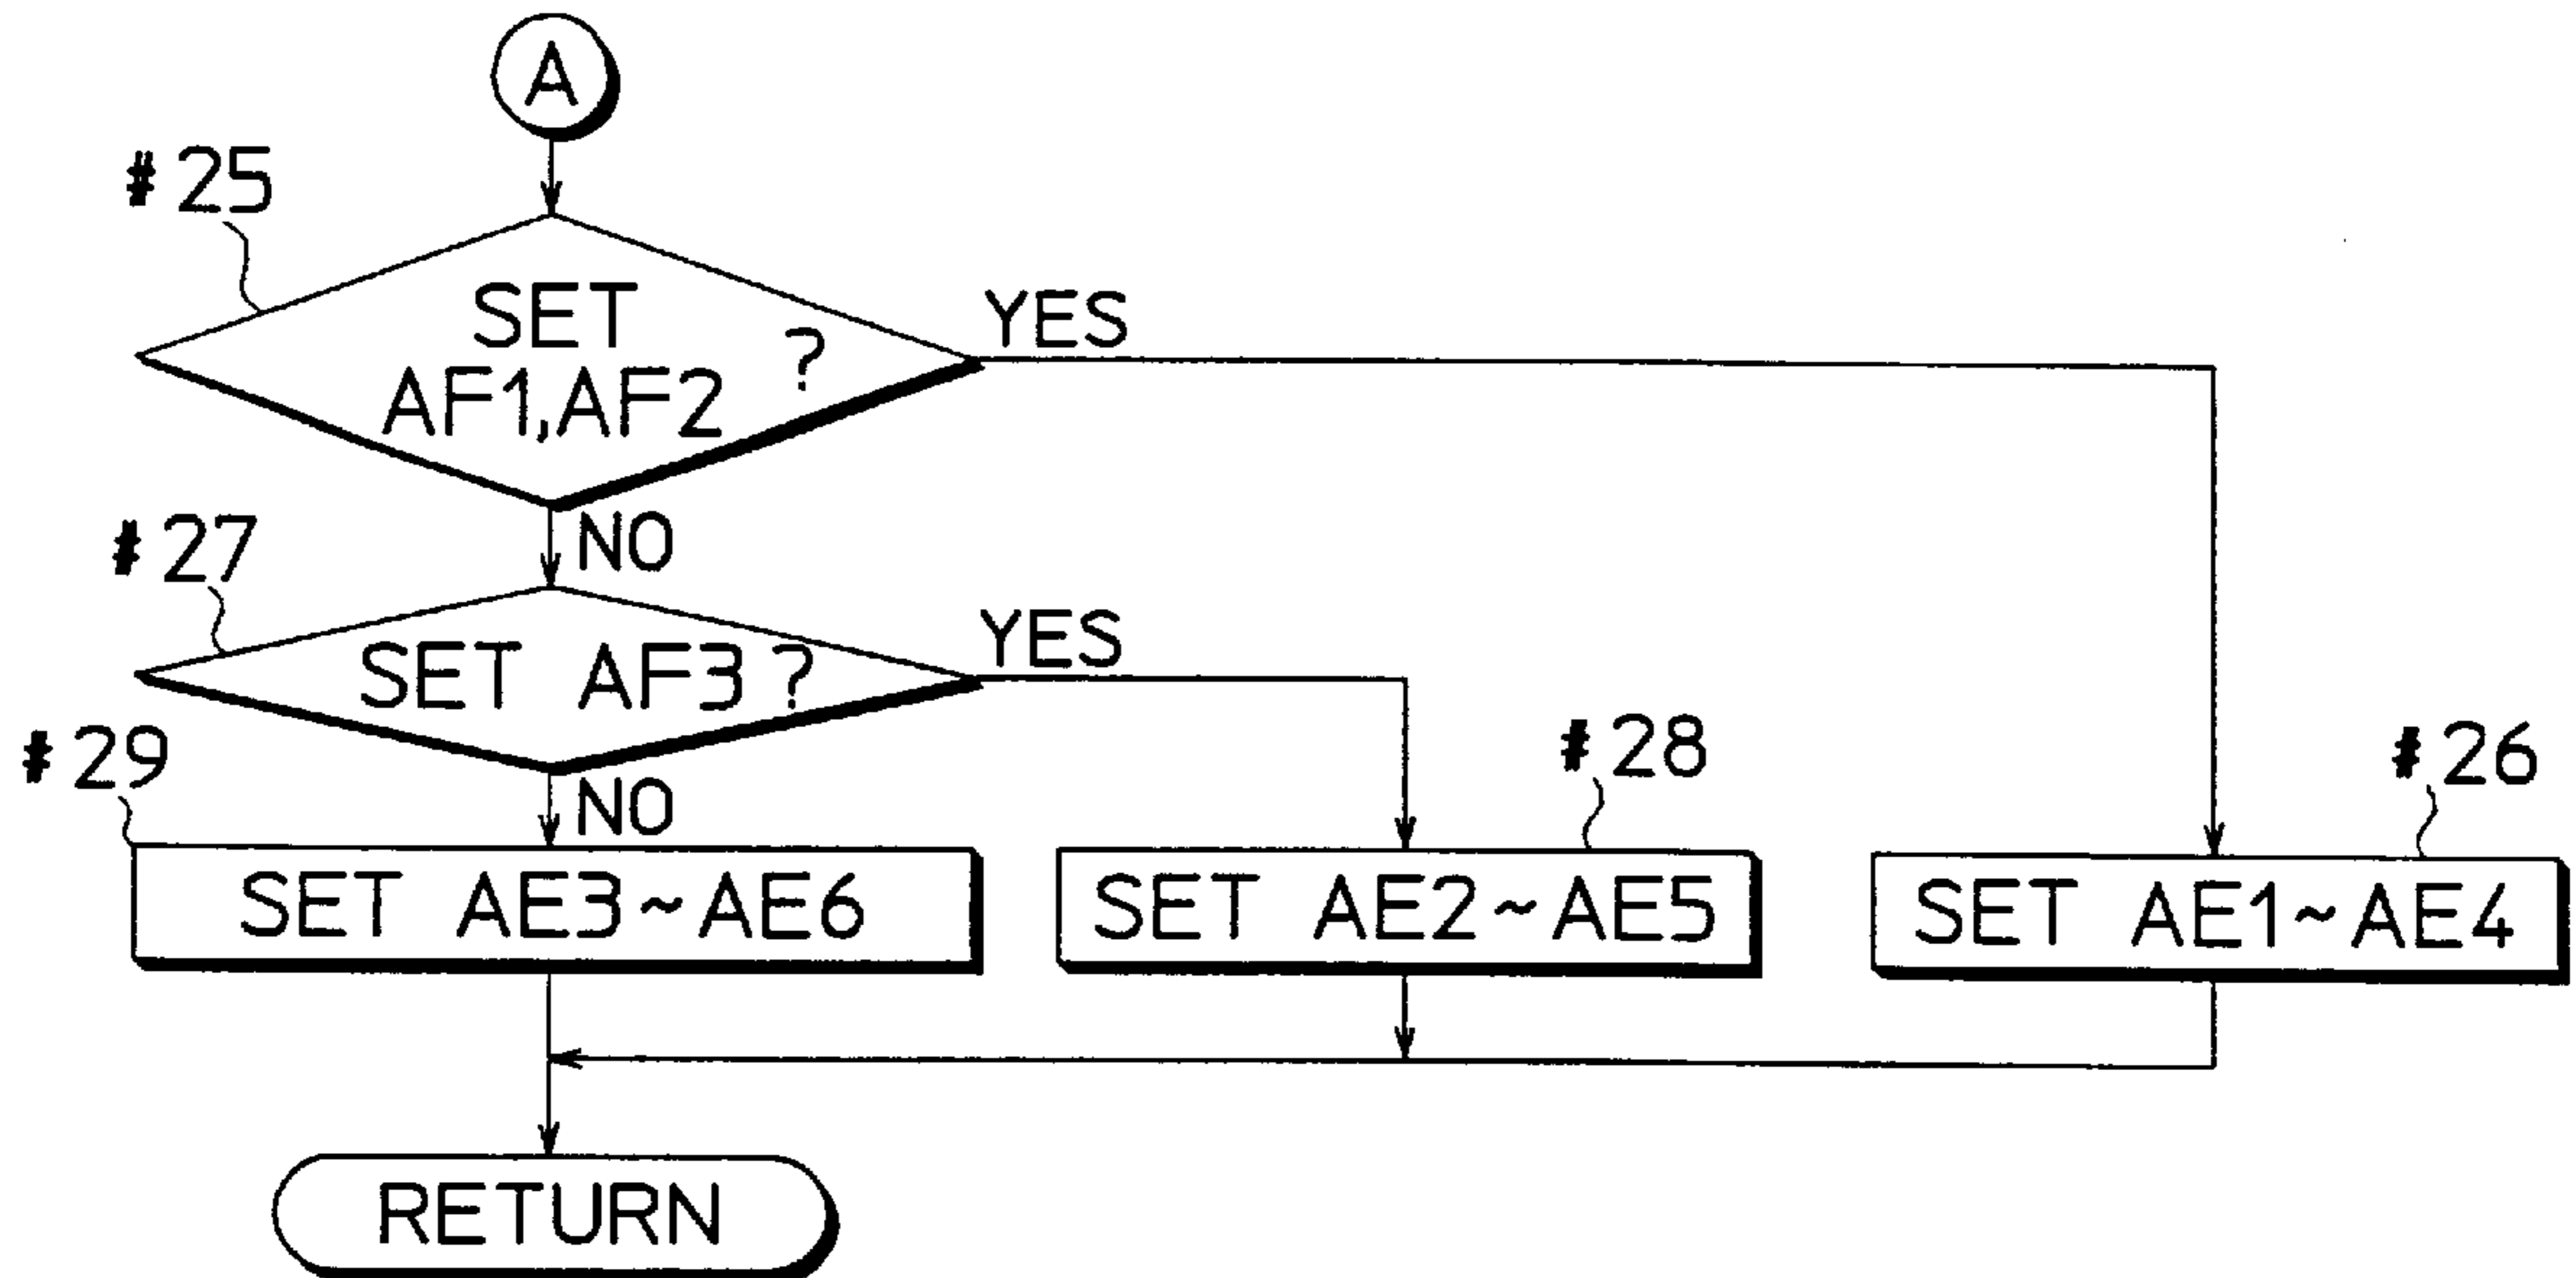 A
#25
SET
AF1,AF2 ?
YES
NO
#27
SET AF3 ?
YES
NO
#29
SET AE3~AE6
#28
SET AE2~AE5
#26
SET AE1~AE4
RETURN